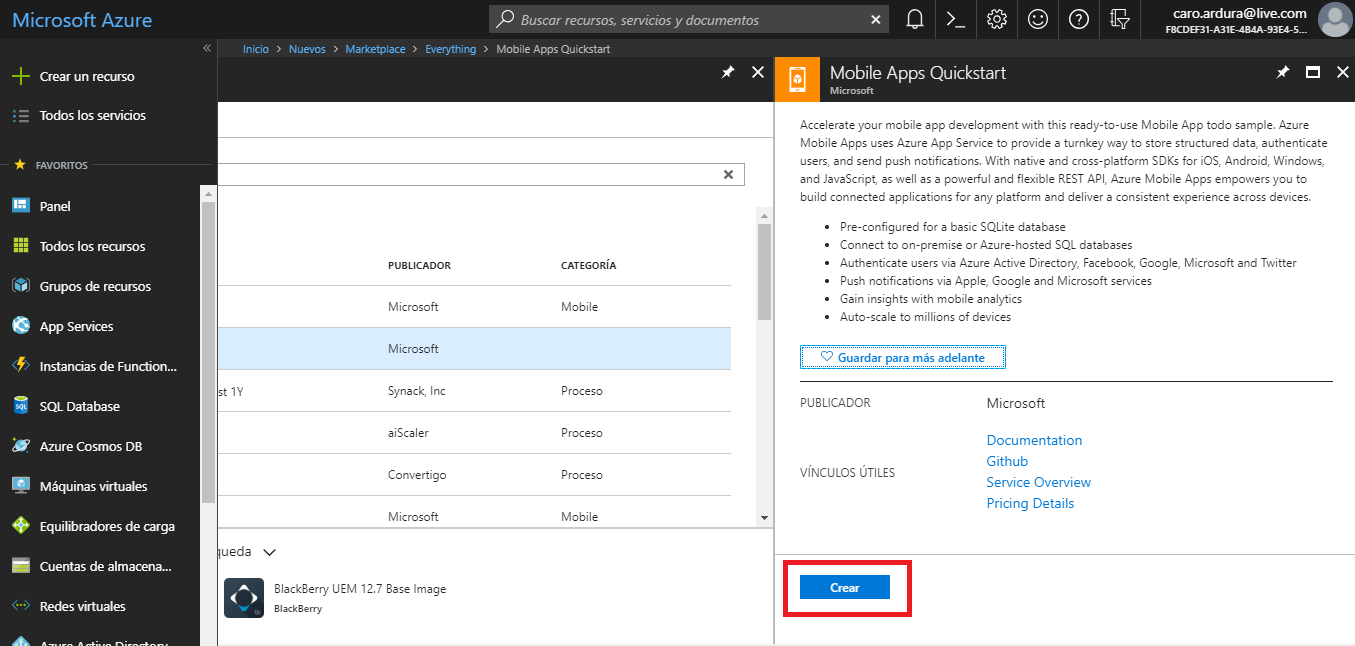 Microsoft Azure
Buscar recursos, servicios y documentos
caro.ardura@live.com
F8CDEF31-A31E-4B4A-93E4-5...
Inicio > Nuevos > Marketplace > Everything > Mobile Apps Quickstart
Crear un recurso
Todos los servicios
FAVORITOS
Panel
Todos los recursos
Grupos de recursos
App Services
Instancias de Function...
SQL Database
Azure Cosmos DB
Máquinas virtuales
Equilibradores de carga
Cuentas de almacena...
Redes virtuales
Azure Active Directory
PUBLICADOR CATEGORÍA
Microsoft Mobile
Microsoft
st 1Y Synack, Inc Proceso
aiScaler Proceso
Convertigo Proceso
Microsoft Mobile
queda
BlackBerry UEM 12.7 Base Image
BlackBerry
Mobile Apps Quickstart
Microsoft
Accelerate your mobile app development with this ready-to-use Mobile App todo sample. Azure
Mobile Apps uses Azure App Service to provide a turnkey way to store structured data, authenticate
users, and send push notifications. With native and cross-platform SDKs for iOS, Android, Windows,
and JavaScript, as well as a powerful and flexible REST API, Azure Mobile Apps empowers you to
build connected applications for any platform and deliver a consistent experience across devices.
• Pre-configured for a basic SQLite database
• Connect to on-premise or Azure-hosted SQL databases
• Authenticate users via Azure Active Directory, Facebook, Google, Microsoft and Twitter
• Push notifications via Apple, Google and Microsoft services
• Gain insights with mobile analytics
• Auto-scale to millions of devices
Guardar para más adelante
PUBLICADOR Microsoft
VÍNCULOS ÚTILES
Documentation
Github
Service Overview
Pricing Details
Crear